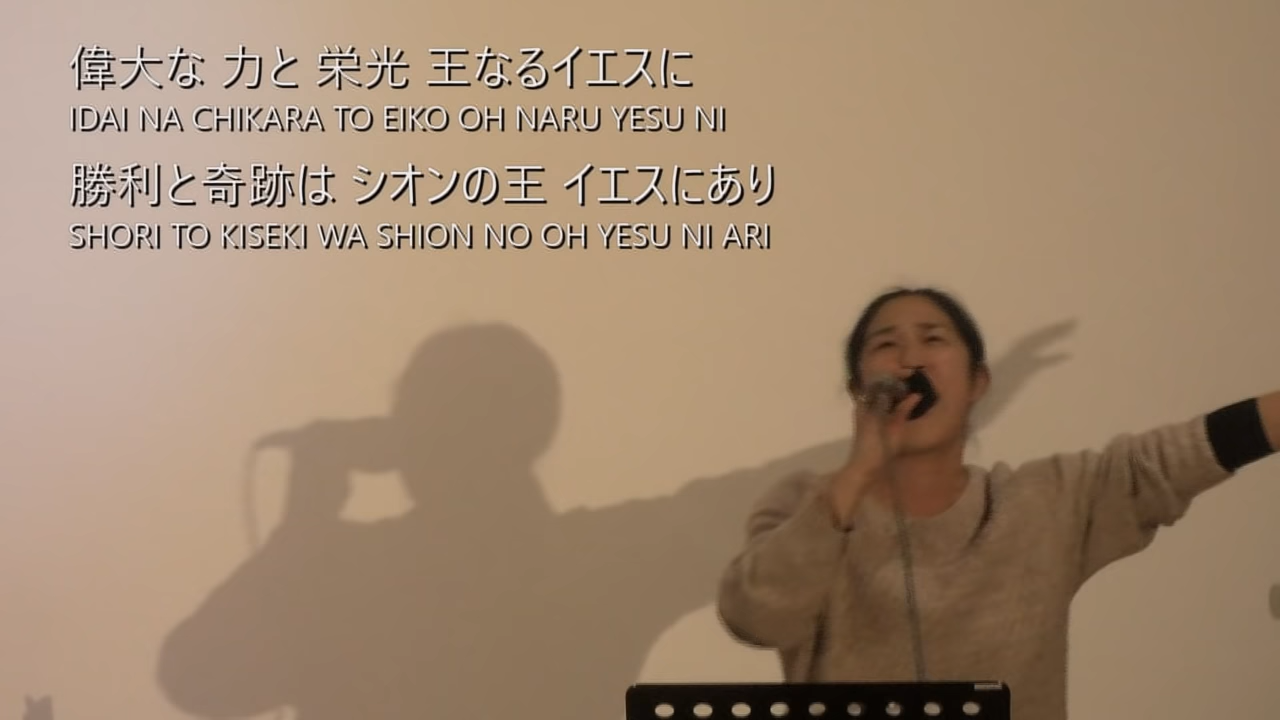 偉大な 力と 栄光 王なるイエスに
IDAI NA CHIKARA TO EIKO OH NARU YESU NI
勝利と奇跡は シオンの王 イエスにあり
SHORI TO KISEKI WA SHION NO OH YESU NI ARI